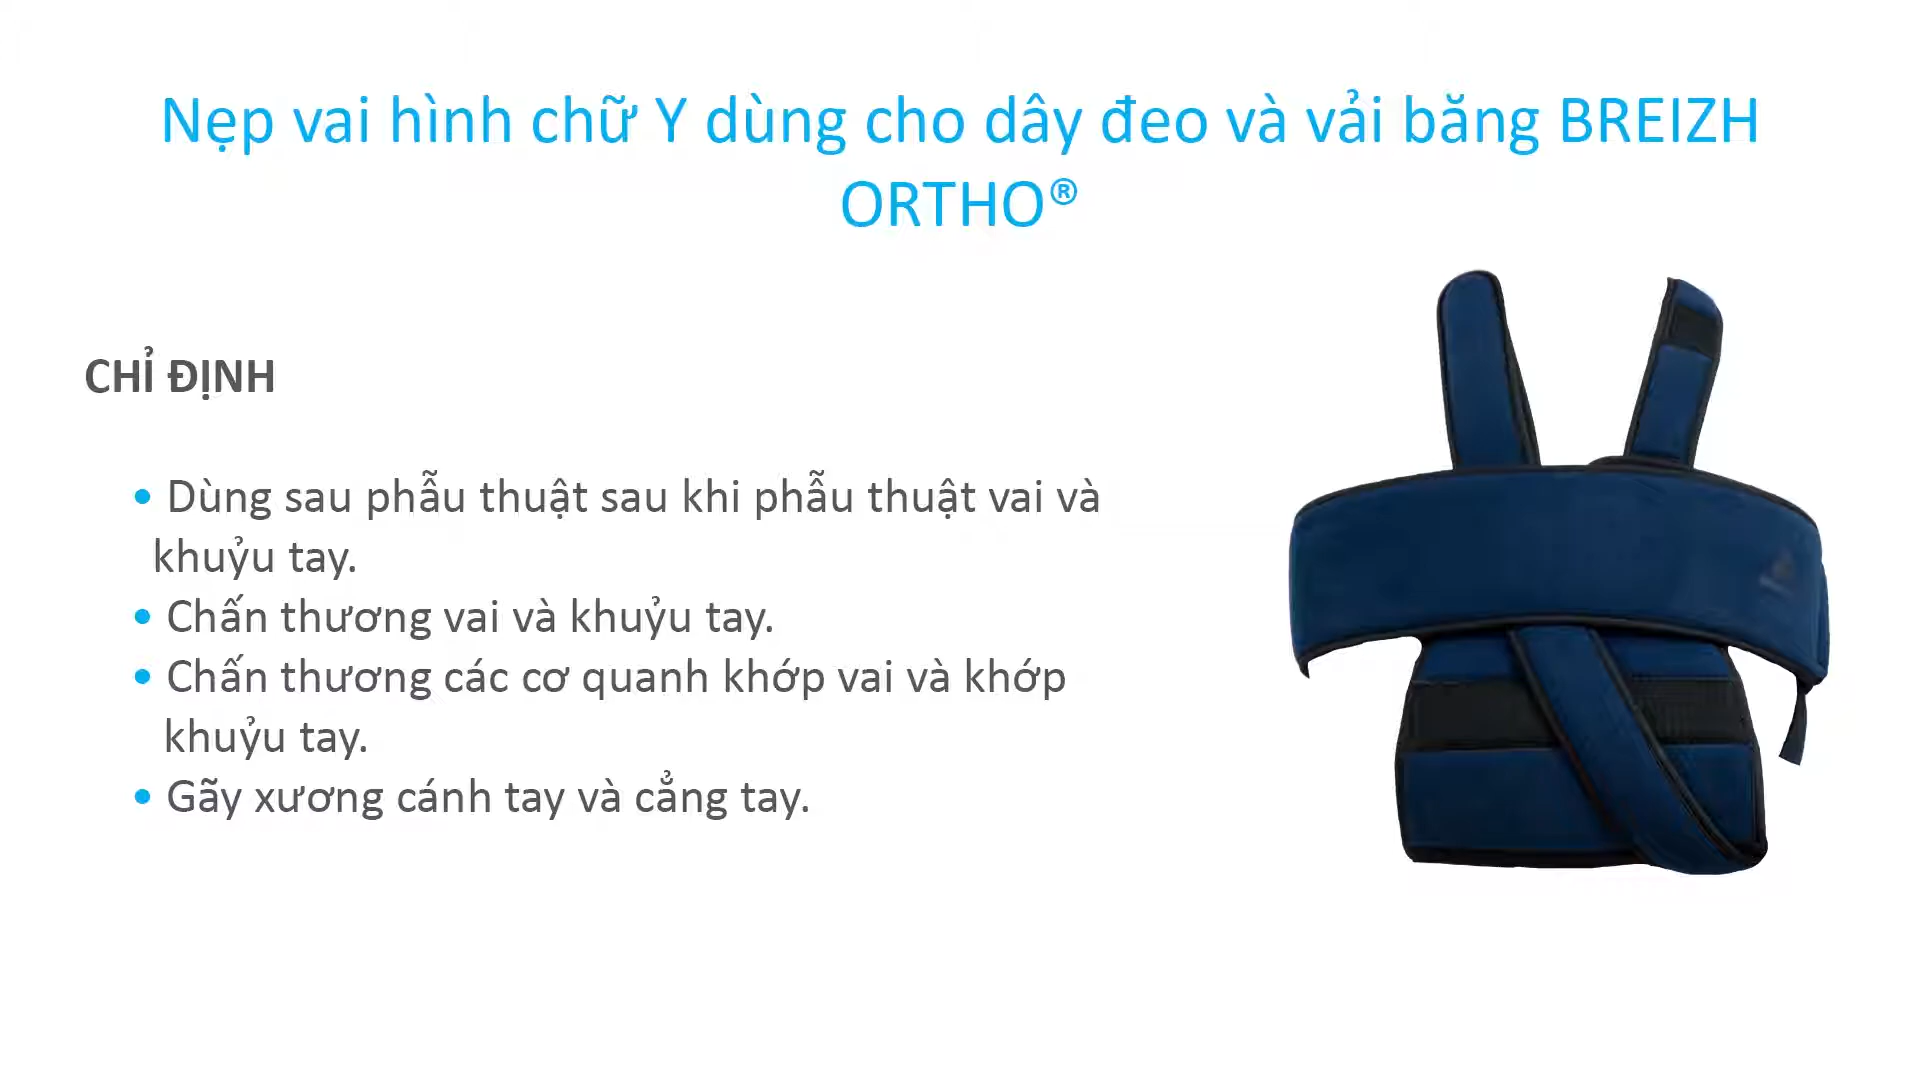 Nẹp vai hình chữ Y dùng cho dây đeo và vải băng BREIZH
ORTHO®
CHỈ ĐỊNH
• Dùng sau phẫu thuật sau khi phẫu thuật vai và
khuỷu tay.
• Chấn thương vai và khuỷu tay.
• Chấn thương các cơ quanh khớp vai và khớp
khuỷu tay.
• Gãy xương cánh tay và cẳng tay.